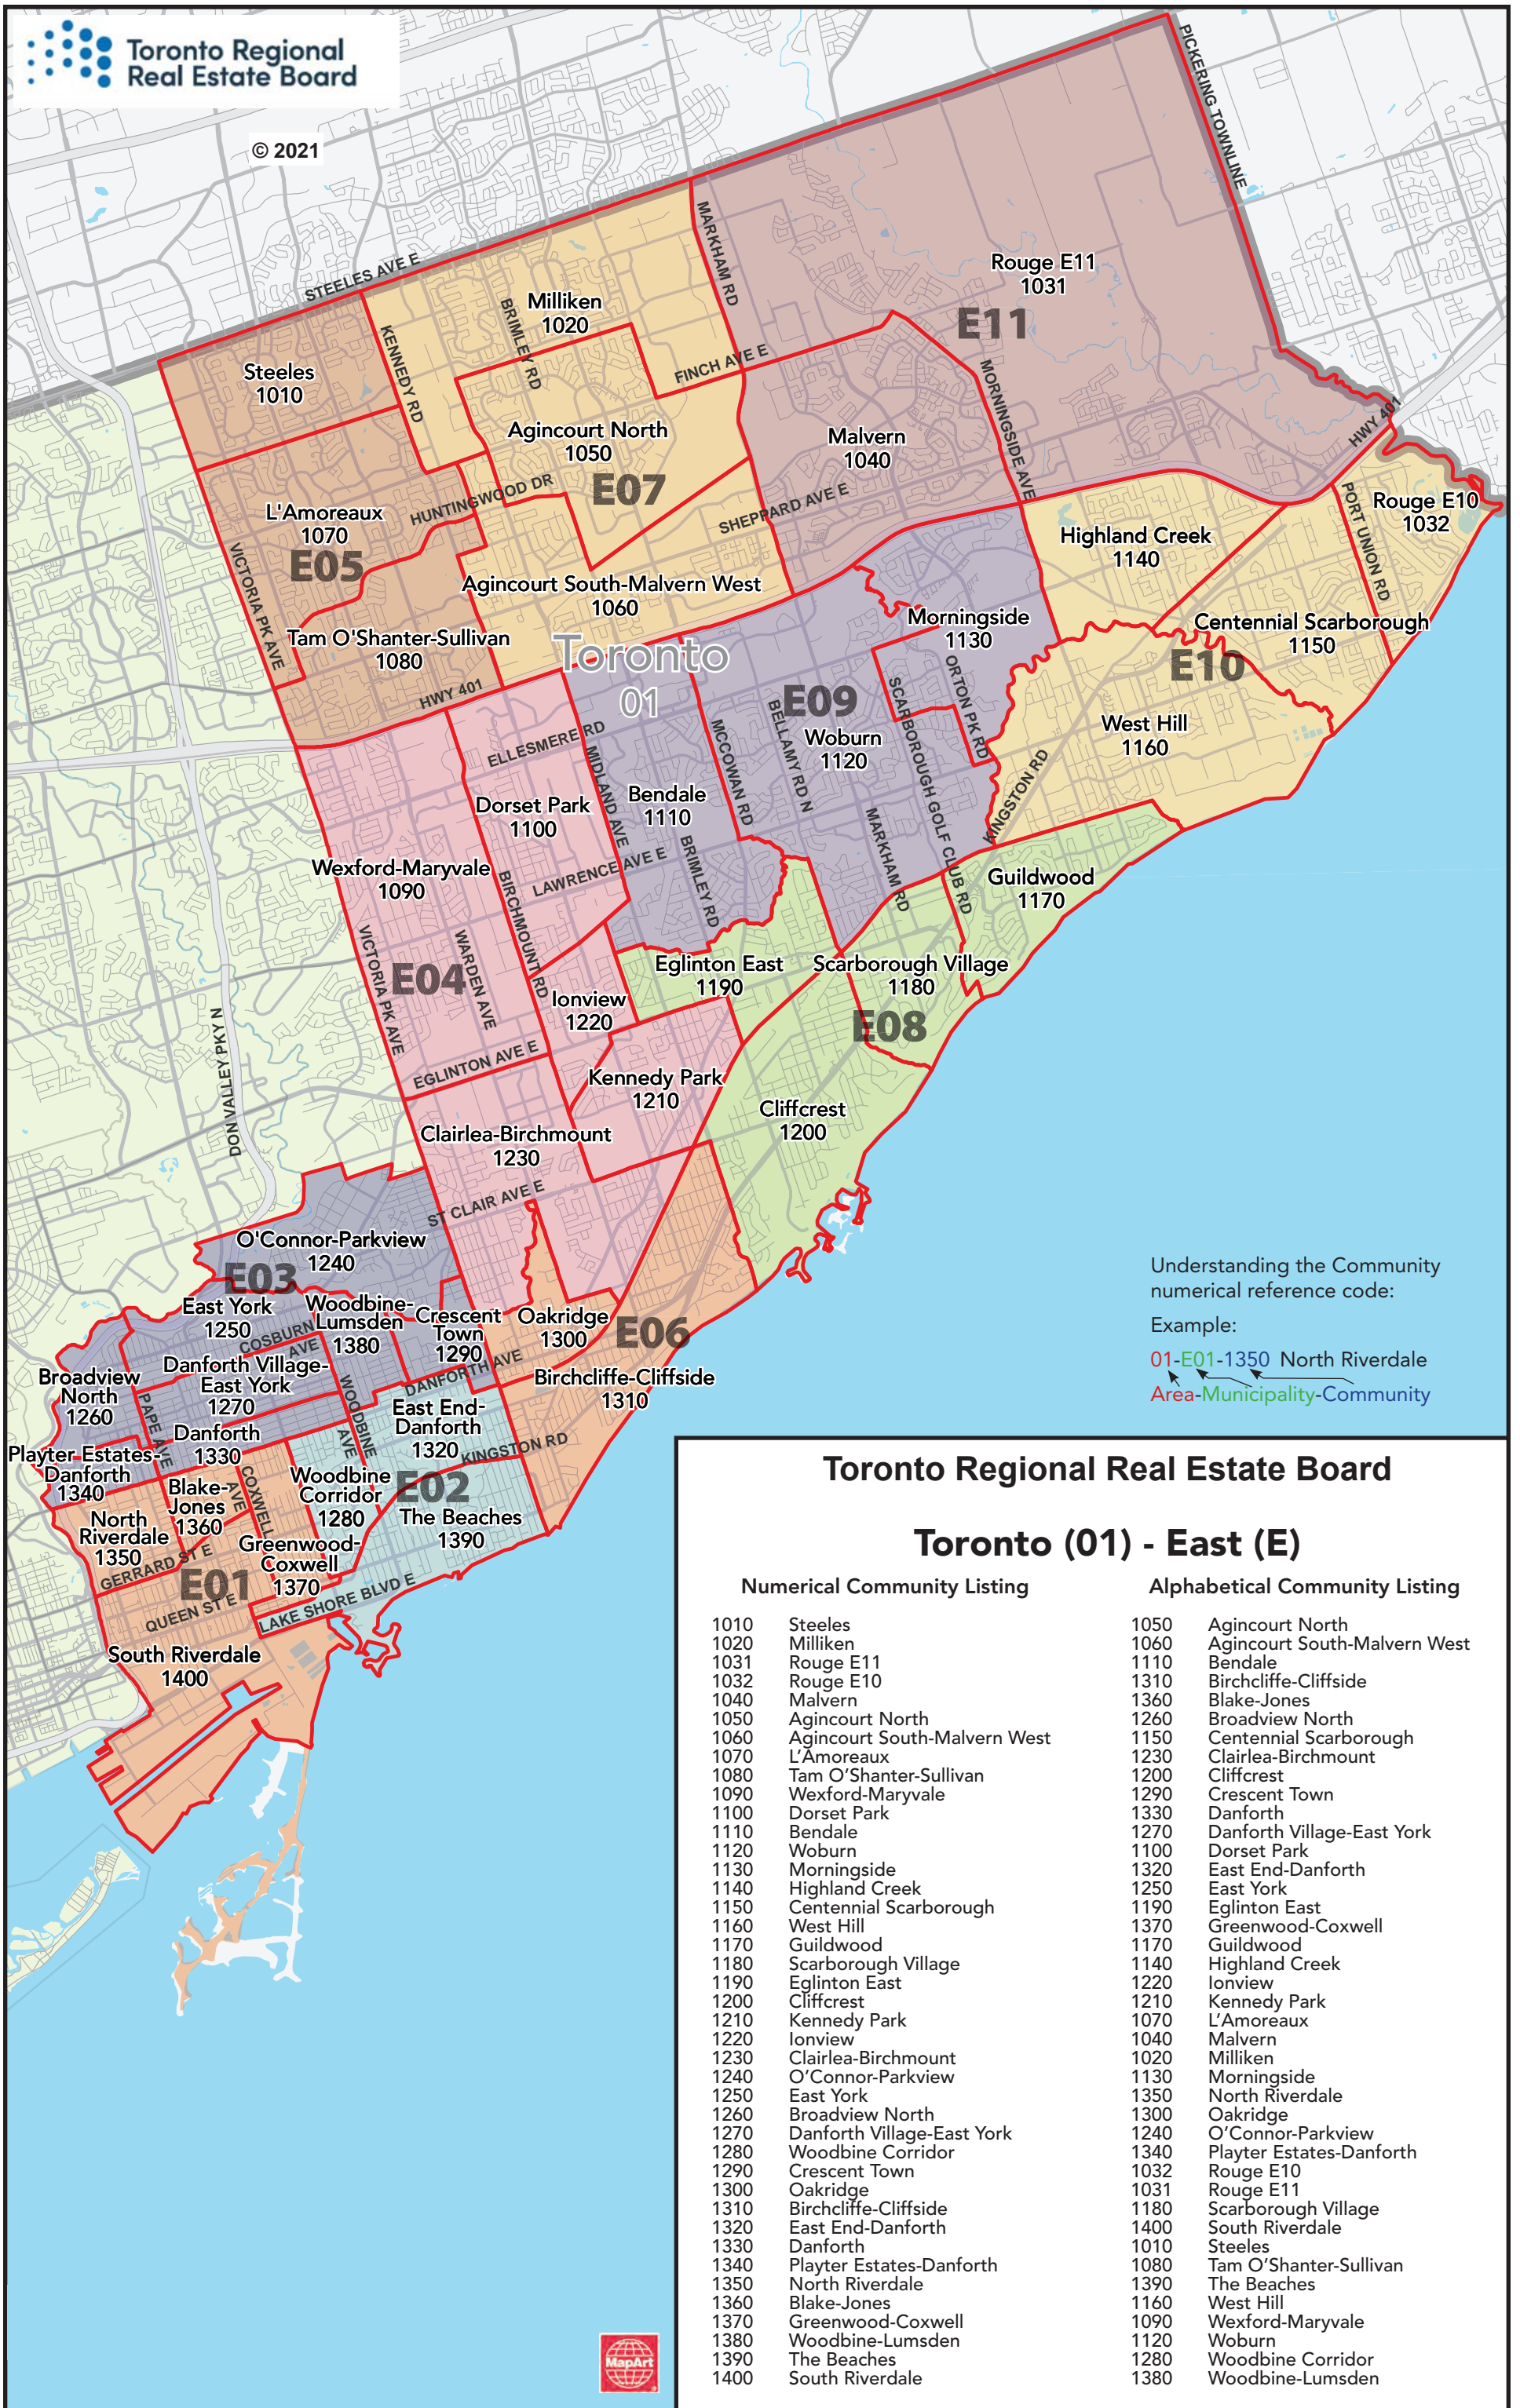 Toronto Regional
Real Estate Board
© 2021
PICKERING TOWNLINE
STEELES AVE E
MARKHAM RD
Rouge E11
1031
E11
Milliken
1020
BRIMLEY RD
KENNEDY RD
FINCH AVE E
Steeles
1010
MORNINGSIDE AVE
HWY 401
Agincourt North
1050
Malvern
1040
E07
HUNTINGWOOD DR
SHEPPARD AVE E
L'Amoreaux
1070
E05
PORT UNION RD
Rouge E10
1032
Highland Creek
1140
VICTORIA PK AVE
Agincourt South-Malvern West
1060
Morningside
1130
Centennial Scarborough
1150
Tam O'Shanter-Sullivan
1080
Toronto
01
E10
HWY 401
ORTON PK RD
SCARBOROUGH GOLF CLUB RD
E09
Woburn
1120
BELLAMY RD N
MCCOWAN RD
West Hill
1160
ELLESMERE RD
MIDLAND AVE
KINGSTON RD
Dorset Park
1100
Bendale
1110
BRIMLEY RD
MARKHAM RD
Wexford-Maryvale
1090
LAWRENCE AVE E
BIRCHMOUNT RD
Guildwood
1170
VICTORIA PK AVE
WARDEN AVE
E04
Eglinton East
1190
Scarborough Village
1180
Ionview
1220
E08
DON VALLEY PKY N
EGLINTON AVE E
Kennedy Park
1210
Cliffcrest
1200
Clairlea-Birchmount
1230
ST CLAIR AVE E
O'Connor-Parkview
1240
E03
East York
1250
Woodbine-
Lumsden
1380
Crescent
Town
1290
Oakridge
1300
E06
COSBURN
AVE
Danforth Village-
East York
1270
DANFORTH AVE
Birchcliffe-Cliffside
1310
Broadview
North
1260
PAPE AVE
WOODBINE
AVE
East End-
Danforth
1320
Danforth
1330
KINGSTON RD
Playter Estates-
Danforth
1340
Blake-
Jones
1360
COXWELL
AVE
Woodbine
Corridor
1280
E02
The Beaches
1390
North
Riverdale
1350
Greenwood-
Coxwell
1370
GERRARD ST E
E01
QUEEN ST E
LAKE SHORE BLVD E
South Riverdale
1400
Understanding the Community
numerical reference code:
Example:
01-E01-1350 North Riverdale
Area-Municipality-Community
Toronto Regional Real Estate Board
Toronto (01) - East (E)
Numerical Community Listing
1010 Steeles
1020 Milliken
1031 Rouge E11
1032 Rouge E10
1040 Malvern
1050 Agincourt North
1060 Agincourt South-Malvern West
1070 L'Amoreaux
1080 Tam O'Shanter-Sullivan
1090 Wexford-Maryvale
1100 Dorset Park
1110 Bendale
1120 Woburn
1130 Morningside
1140 Highland Creek
1150 Centennial Scarborough
1160 West Hill
1170 Guildwood
1180 Scarborough Village
1190 Eglinton East
1200 Cliffcrest
1210 Kennedy Park
1220 Ionview
1230 Clairlea-Birchmount
1240 O'Connor-Parkview
1250 East York
1260 Broadview North
1270 Danforth Village-East York
1280 Woodbine Corridor
1290 Crescent Town
1300 Oakridge
1310 Birchcliffe-Cliffside
1320 East End-Danforth
1330 Danforth
1340 Playter Estates-Danforth
1350 North Riverdale
1360 Blake-Jones
1370 Greenwood-Coxwell
1380 Woodbine-Lumsden
1390 The Beaches
1400 South Riverdale
Alphabetical Community Listing
1050 Agincourt North
1060 Agincourt South-Malvern West
1110 Bendale
1310 Birchcliffe-Cliffside
1360 Blake-Jones
1260 Broadview North
1150 Centennial Scarborough
1230 Clairlea-Birchmount
1200 Cliffcrest
1290 Crescent Town
1330 Danforth
1270 Danforth Village-East York
1100 Dorset Park
1320 East End-Danforth
1250 East York
1190 Eglinton East
1370 Greenwood-Coxwell
1170 Guildwood
1140 Highland Creek
1220 Ionview
1210 Kennedy Park
1070 L'Amoreaux
1040 Malvern
1020 Milliken
1130 Morningside
1350 North Riverdale
1300 Oakridge
1240 O'Connor-Parkview
1340 Playter Estates-Danforth
1032 Rouge E10
1031 Rouge E11
1180 Scarborough Village
1400 South Riverdale
1010 Steeles
1080 Tam O'Shanter-Sullivan
1390 The Beaches
1160 West Hill
1090 Wexford-Maryvale
1120 Woburn
1280 Woodbine Corridor
1380 Woodbine-Lumsden
MapArt